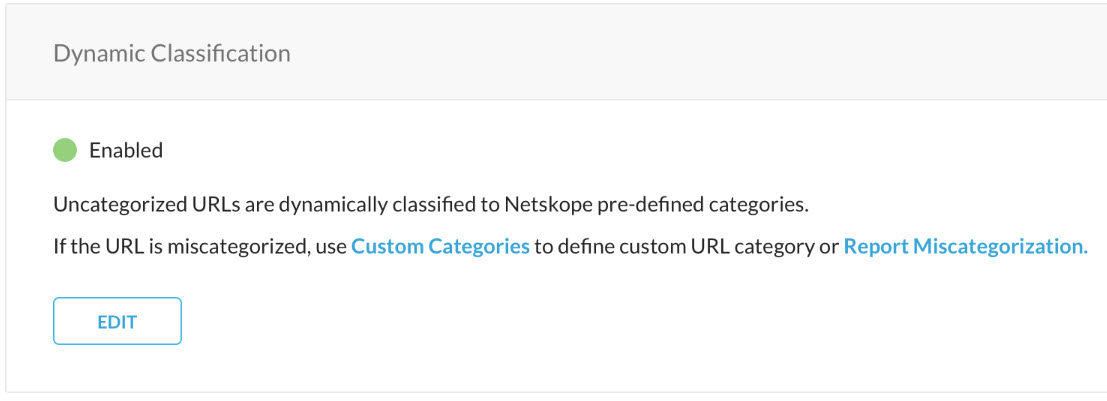 Dynamic Classification
Enabled
Uncategorized URLs are dynamically classified to Netskope pre-defined categories.
If the URL is miscategorized, use Custom Categories to define custom URL category or Report Miscategorization.
EDIT